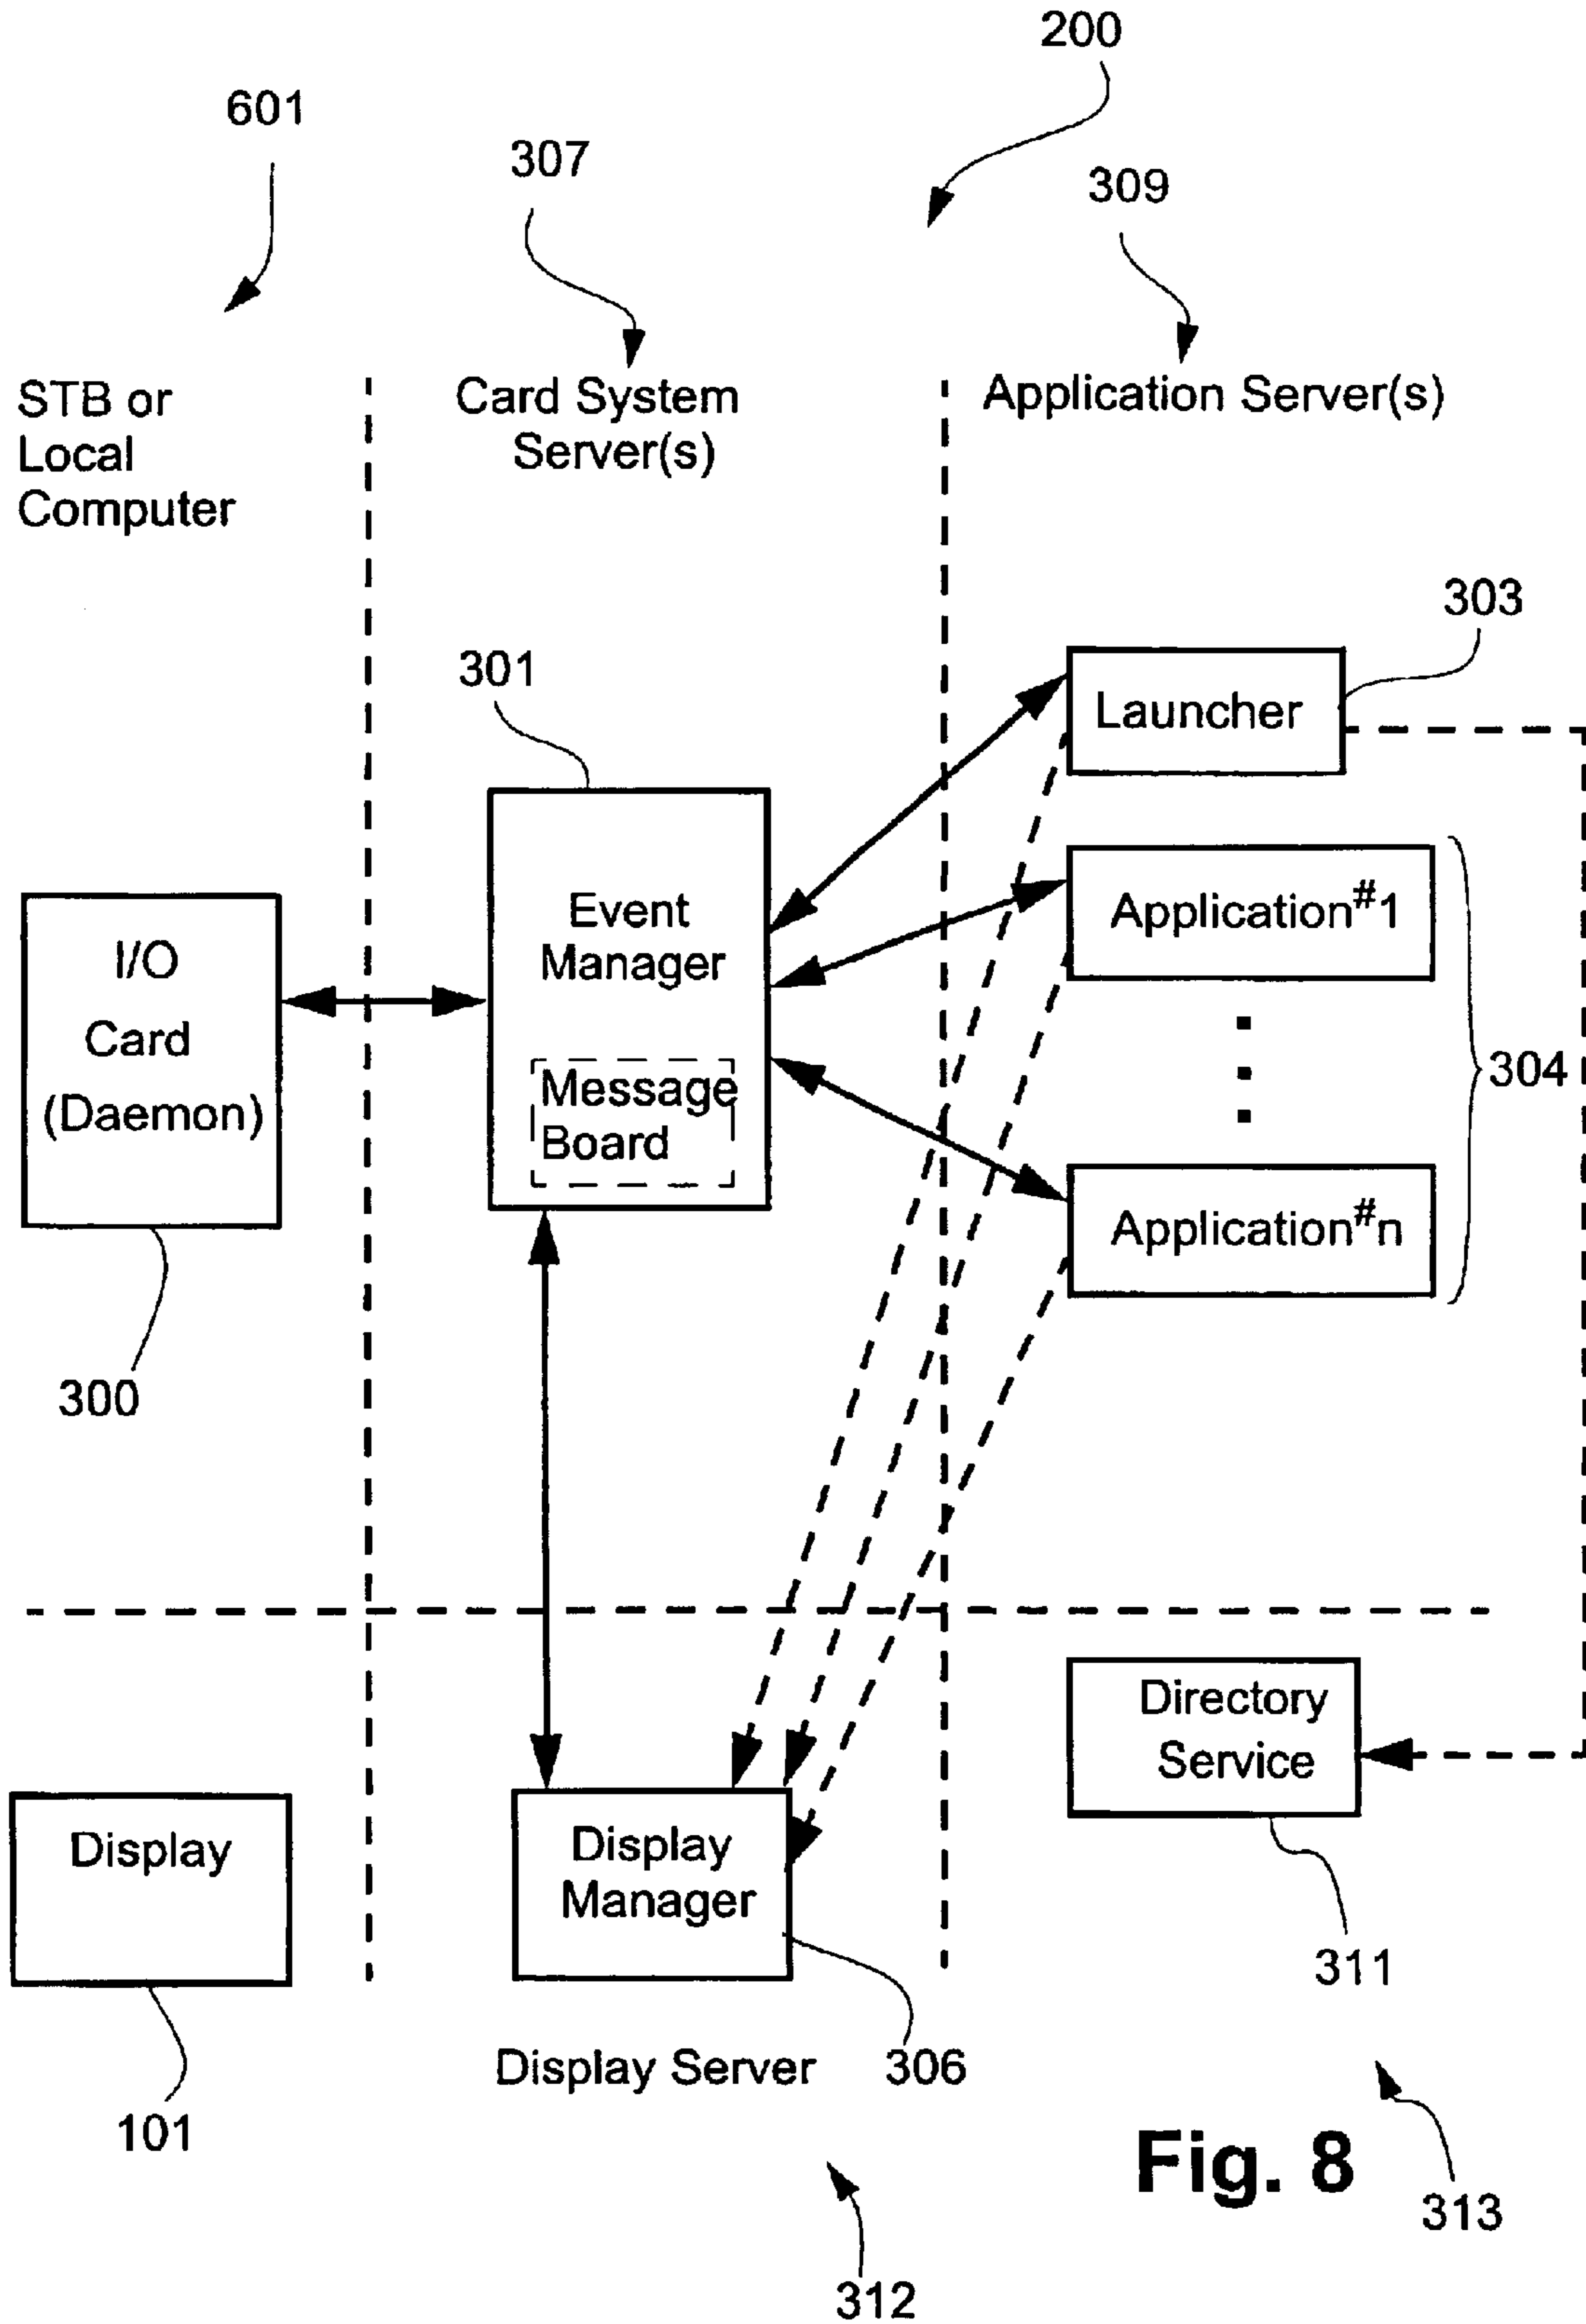 200
601
307
309
STB or
Local
Computer
Card System
Server(s)
Application Server(s)
303
301
Launcher
Event
Manager
Message
Board
Application#1
I/O
Card
(Daemon)
304
Application#n
300
Directory
Service
Display
Display
Manager
311
Display Server
306
101
Fig. 8
313
312